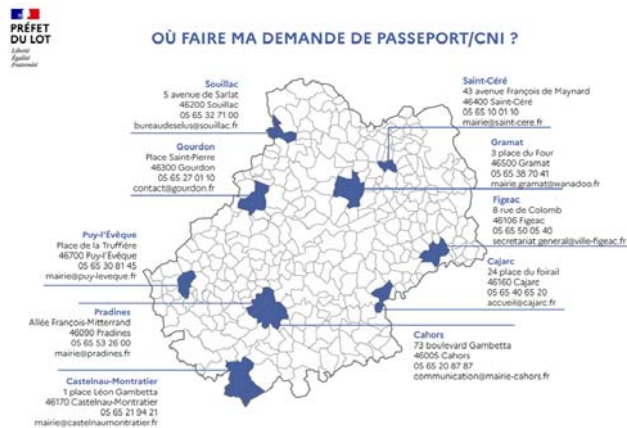 PRÉFET
DU LOT
Liberté
Égalité
Fraternité
OÙ FAIRE MA DEMANDE DE PASSEPORT/CNI ?
Souillac
5 avenue de Sarlat
46200 Souillac
05 65 32 71 00
bureaudeselus@souillac.fr
Gourdon
Place Saint-Pierre
46300 Gourdon
05 65 27 01 10
contact@gourdon.fr
Puy-l'Évêque
Place de la Truffière
46700 Puy-l'Évêque
05 65 30 81 45
mairie@puy-leveque.fr
Pradines
Allée François-Mitterrand
46090 Pradines
05 65 53 26 00
mairie@pradines.fr
Castelnau-Montratier
1 place Léon Gambetta
46170 Castelnau-Montratier
05 65 21 94 21
mairie@castelnaumontratier.fr
Saint-Céré
43 avenue François de Maynard
46400 Saint-Céré
05 65 10 01 10
mairie@saint-cere.fr
Gramat
3 place du Four
46500 Gramat
05 65 38 70 41
mairie.gramat@wanadoo.fr
Figeac
8 rue de Colomb
46106 Figeac
05 65 50 05 40
secretariat.general@ville-figeac.fr
Cajarc
24 place du foirail
46160 Cajarc
05 65 40 65 20
accueil@cajarc.fr
Cahors
73 boulevard Gambetta
46005 Cahors
05 65 20 87 87
communication@mairie-cahors.fr